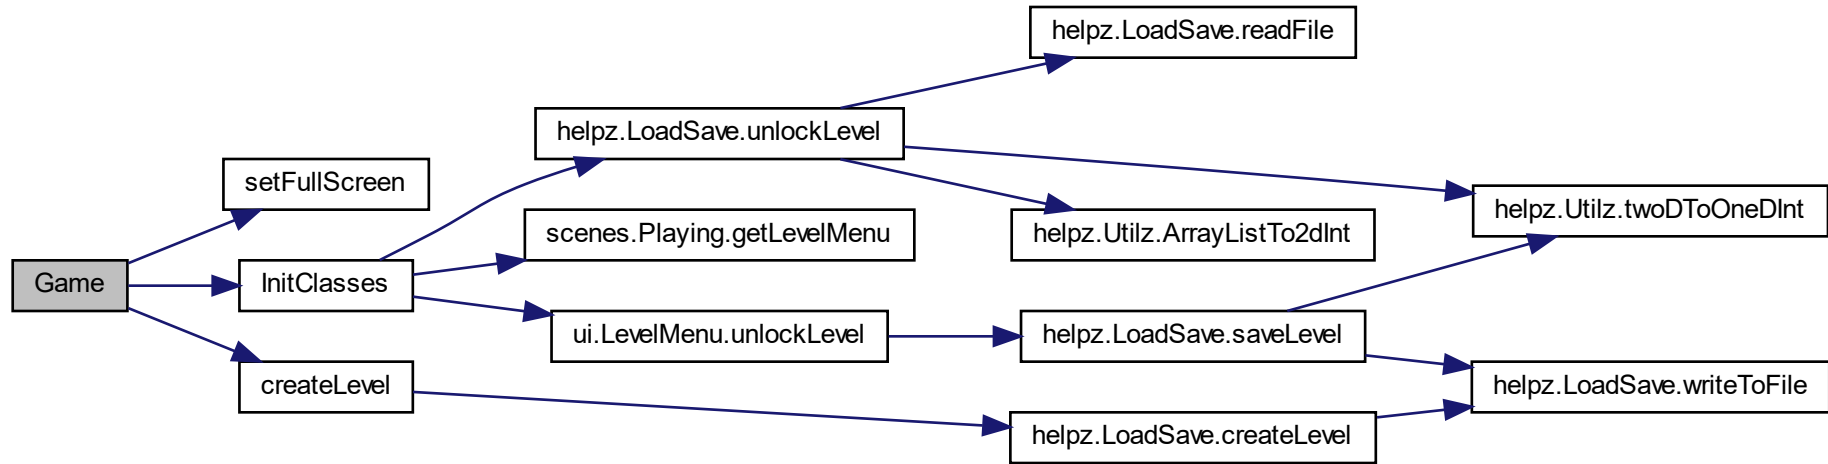 helpz.LoadSave.readFile
helpz.LoadSave.unlockLevel
setFullScreen
helpz.Utilz.twoDToOneDInt
scenes.Playing.getLevelMenu
helpz.Utilz.ArrayListTo2dInt
Game
InitClasses
ui.LevelMenu.unlockLevel
helpz.LoadSave.saveLevel
createLevel
helpz.LoadSave.writeToFile
helpz.LoadSave.createLevel